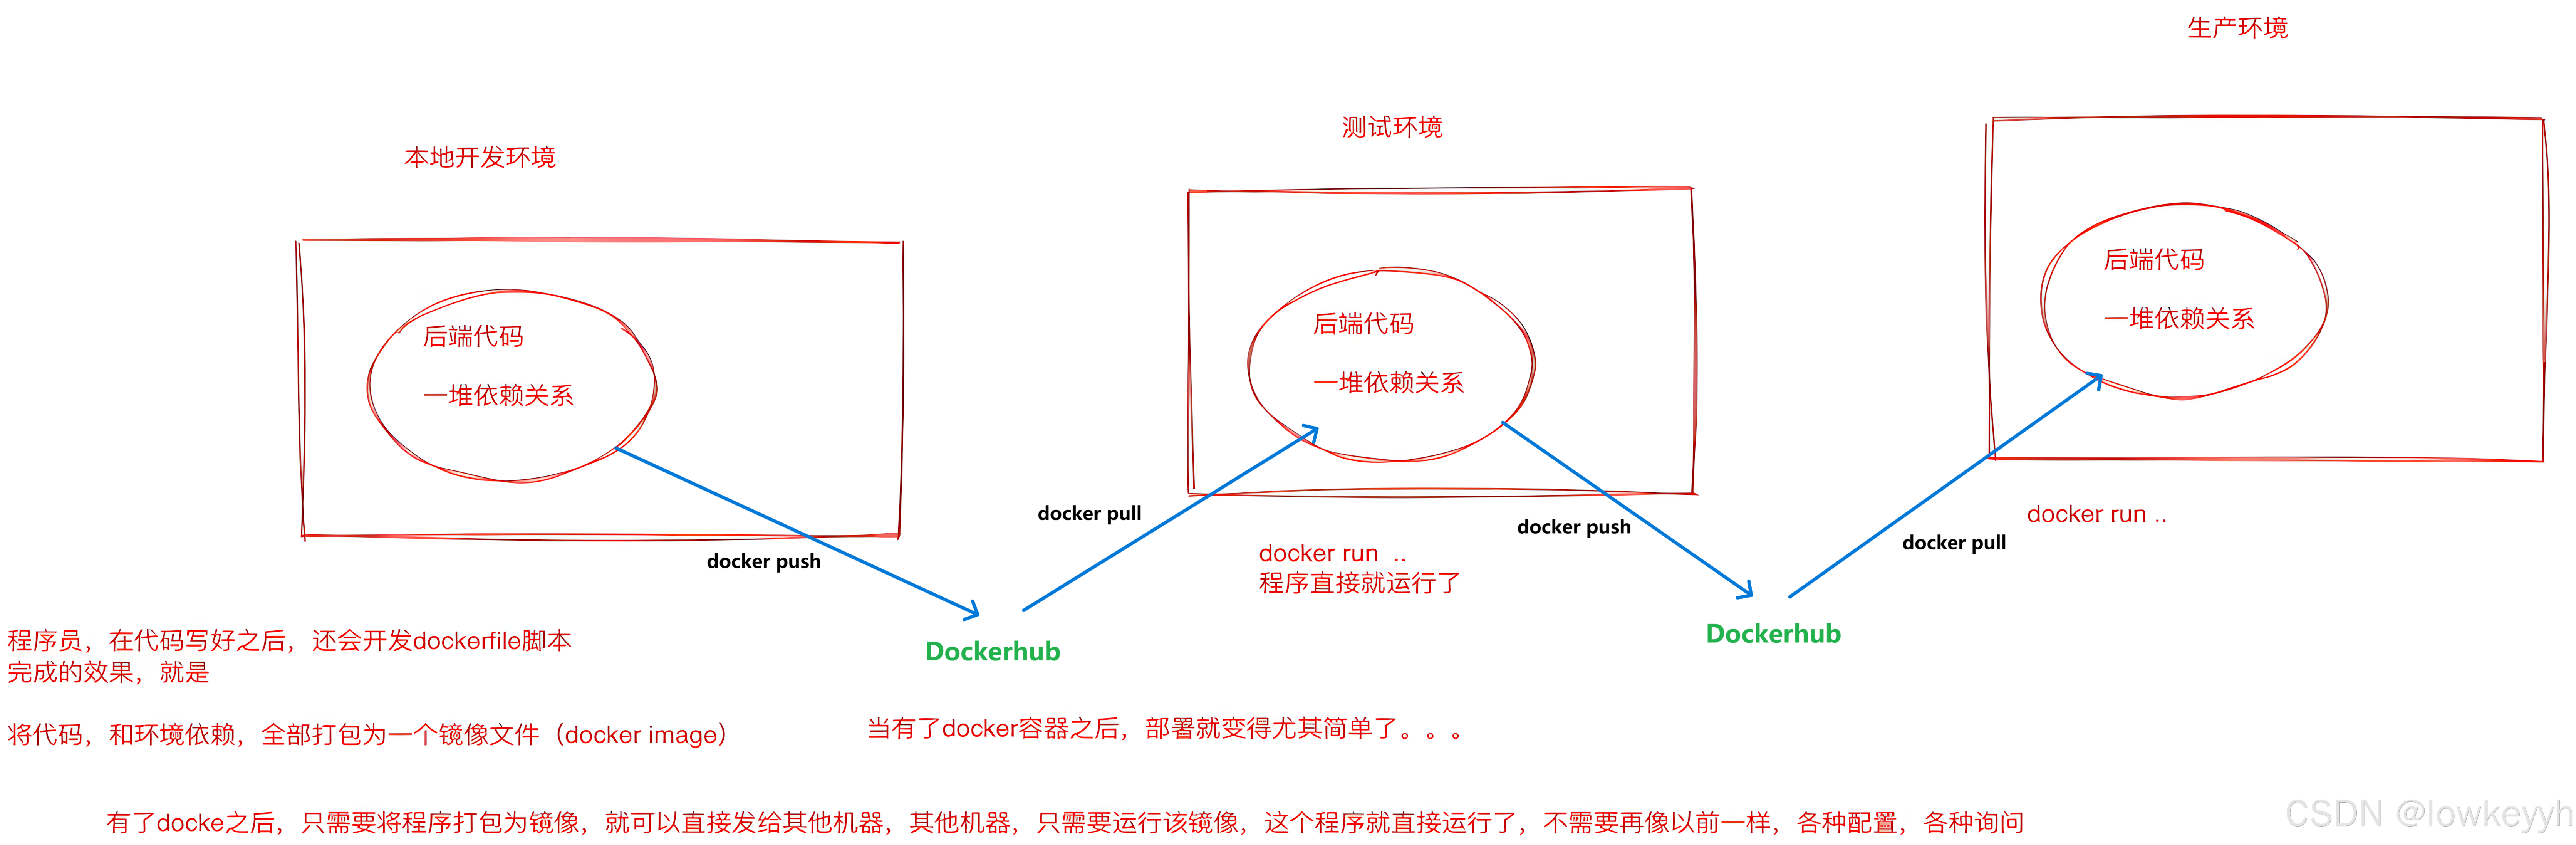 生产环境
测试环境
本地开发环境
后端代码
一堆依赖关系
后端代码
一堆依赖关系
后端代码
一堆依赖关系
docker push
docker pull
docker run ..
程序直接就运行了
docker push
docker pull
docker run ..
Dockerhub
Dockerhub
程序员，在代码写好之后，还会开发dockerfile脚本
完成的效果，就是
将代码，和环境依赖，全部打包为一个镜像文件（docker image）
当有了docker容器之后，部署就变得尤其简单了。。。
有了docke之后，只需要将程序打包为镜像，就可以直接发给其他机器，其他机器，只需要运行该镜像，这个程序就直接运行了，不需要再像以前一样，各种配置，各种询问
CSDN @lowkeyyh